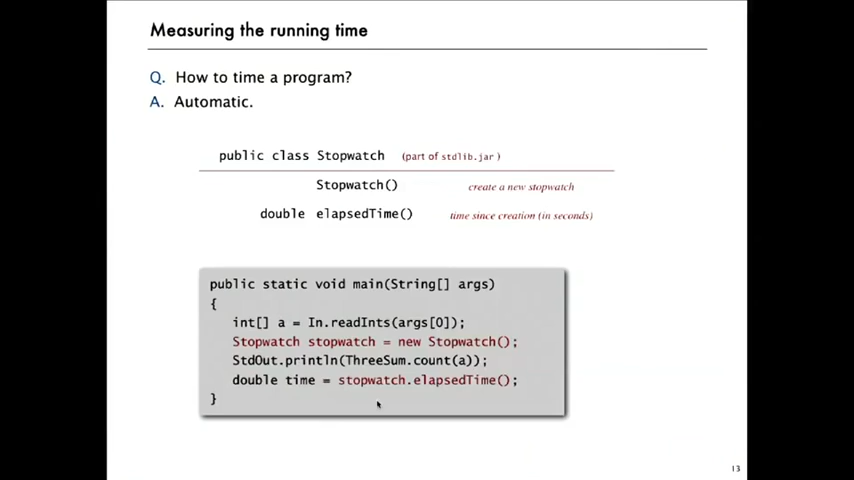 Measuring the running time
Q. How to time a program?
A. Automatic.
public class Stopwatch (part of stdlib.jar )
Stopwatch() create a new stopwatch
double elapsedTime() time since creation (in seconds)
public static void main(String[] args)
{
int[] a = In.readInts(args[0]);
Stopwatch stopwatch = new Stopwatch();
StdOut.println(ThreeSum.count(a));
double time = stopwatch.elapsedTime();
}
13